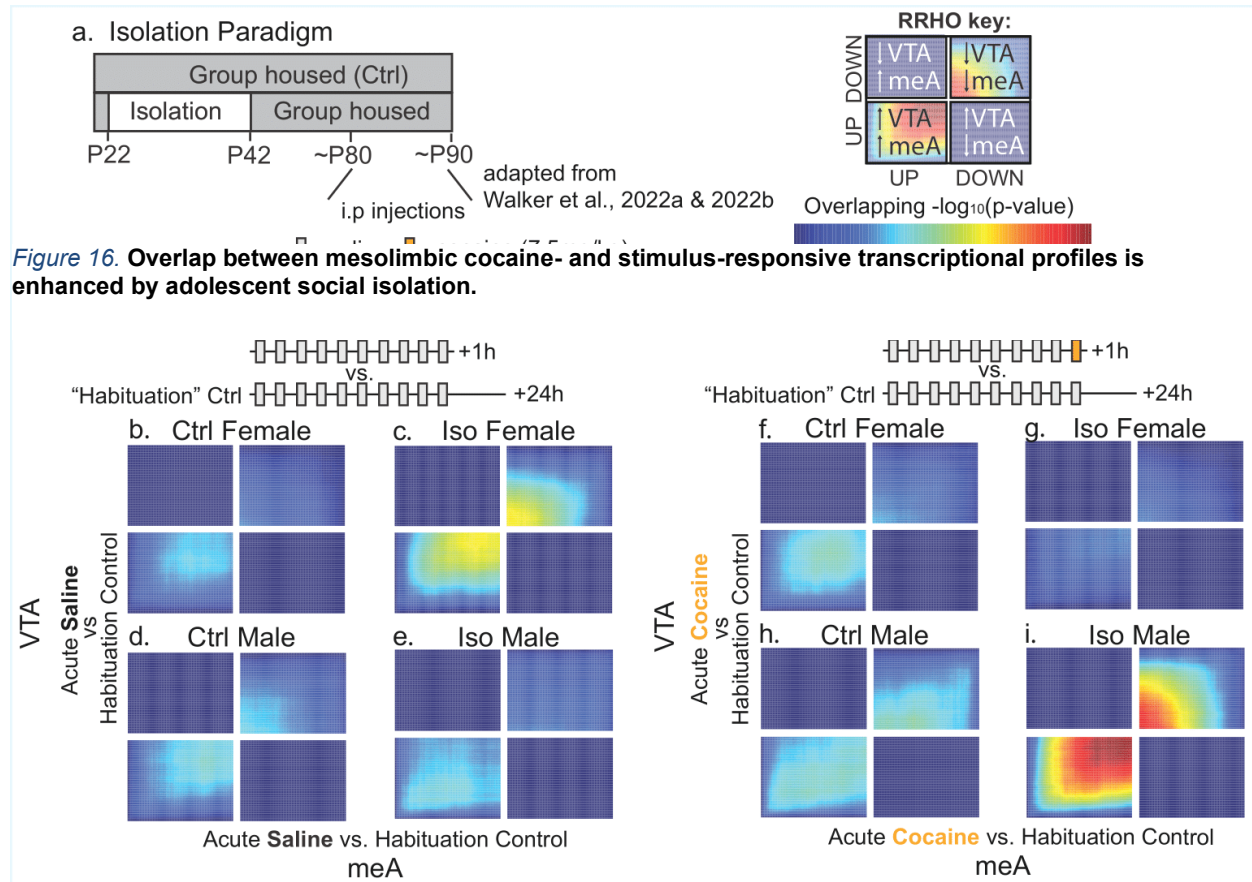 a. Isolation Paradigm
Group housed (Ctrl)
Isolation
Group housed
P22
P42
~P80
~P90
i.p injections
adapted from
Walker et al., 2022a & 2022b
RRHO key:
DOWN
UP
↓VTA
↑meA
↓VTA
↓meA
↑VTA
↑meA
↑VTA
↓meA
UP
DOWN
Overlapping -log₁₀(p-value)
Figure 16. Overlap between mesolimbic cocaine- and stimulus-responsive transcriptional profiles is
enhanced by adolescent social isolation.
+1h
vs.
"Habituation" Ctrl
+24h
b. Ctrl Female
c. Iso Female
d. Ctrl Male
e. Iso Male
VTA
Acute Saline
vs
Habituation Control
Acute Saline vs. Habituation Control
meA
+1h
vs.
"Habituation" Ctrl
+24h
f. Ctrl Female
g. Iso Female
h. Ctrl Male
i. Iso Male
VTA
Acute Cocaine
vs
Habituation Control
Acute Cocaine vs. Habituation Control
meA